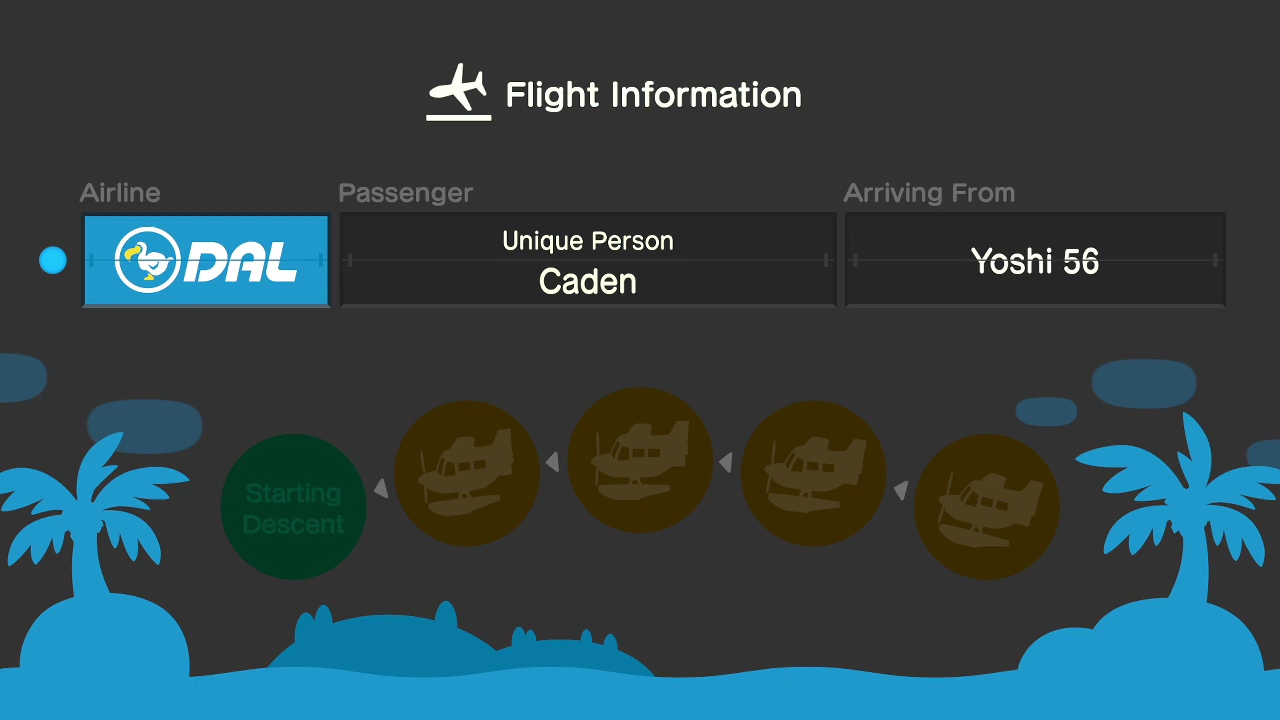 Flight Information
Airline
Passenger
Arriving From
DAL
Unique Person
Caden
Yoshi 56
Starting
Descent